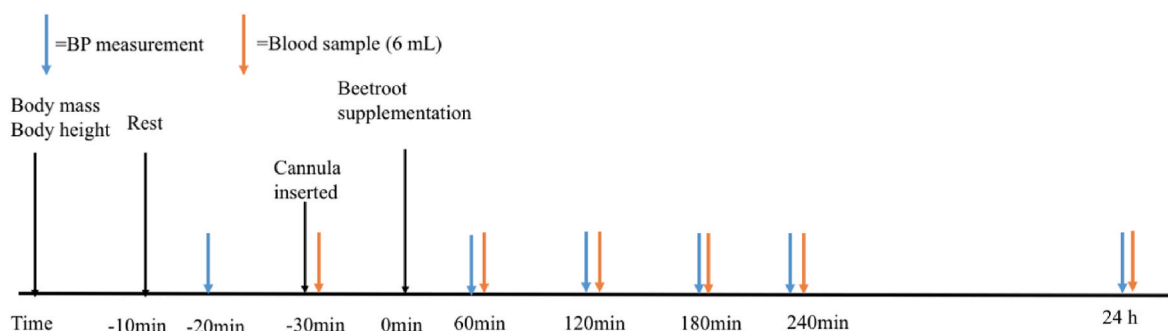 =BP measurement
=Blood sample (6 mL)
Body mass
Body height
Rest
Cannula
inserted
Beetroot
supplementation
Time
-10min
-20min
-30min
0min
60min
120min
180min
240min
24 h